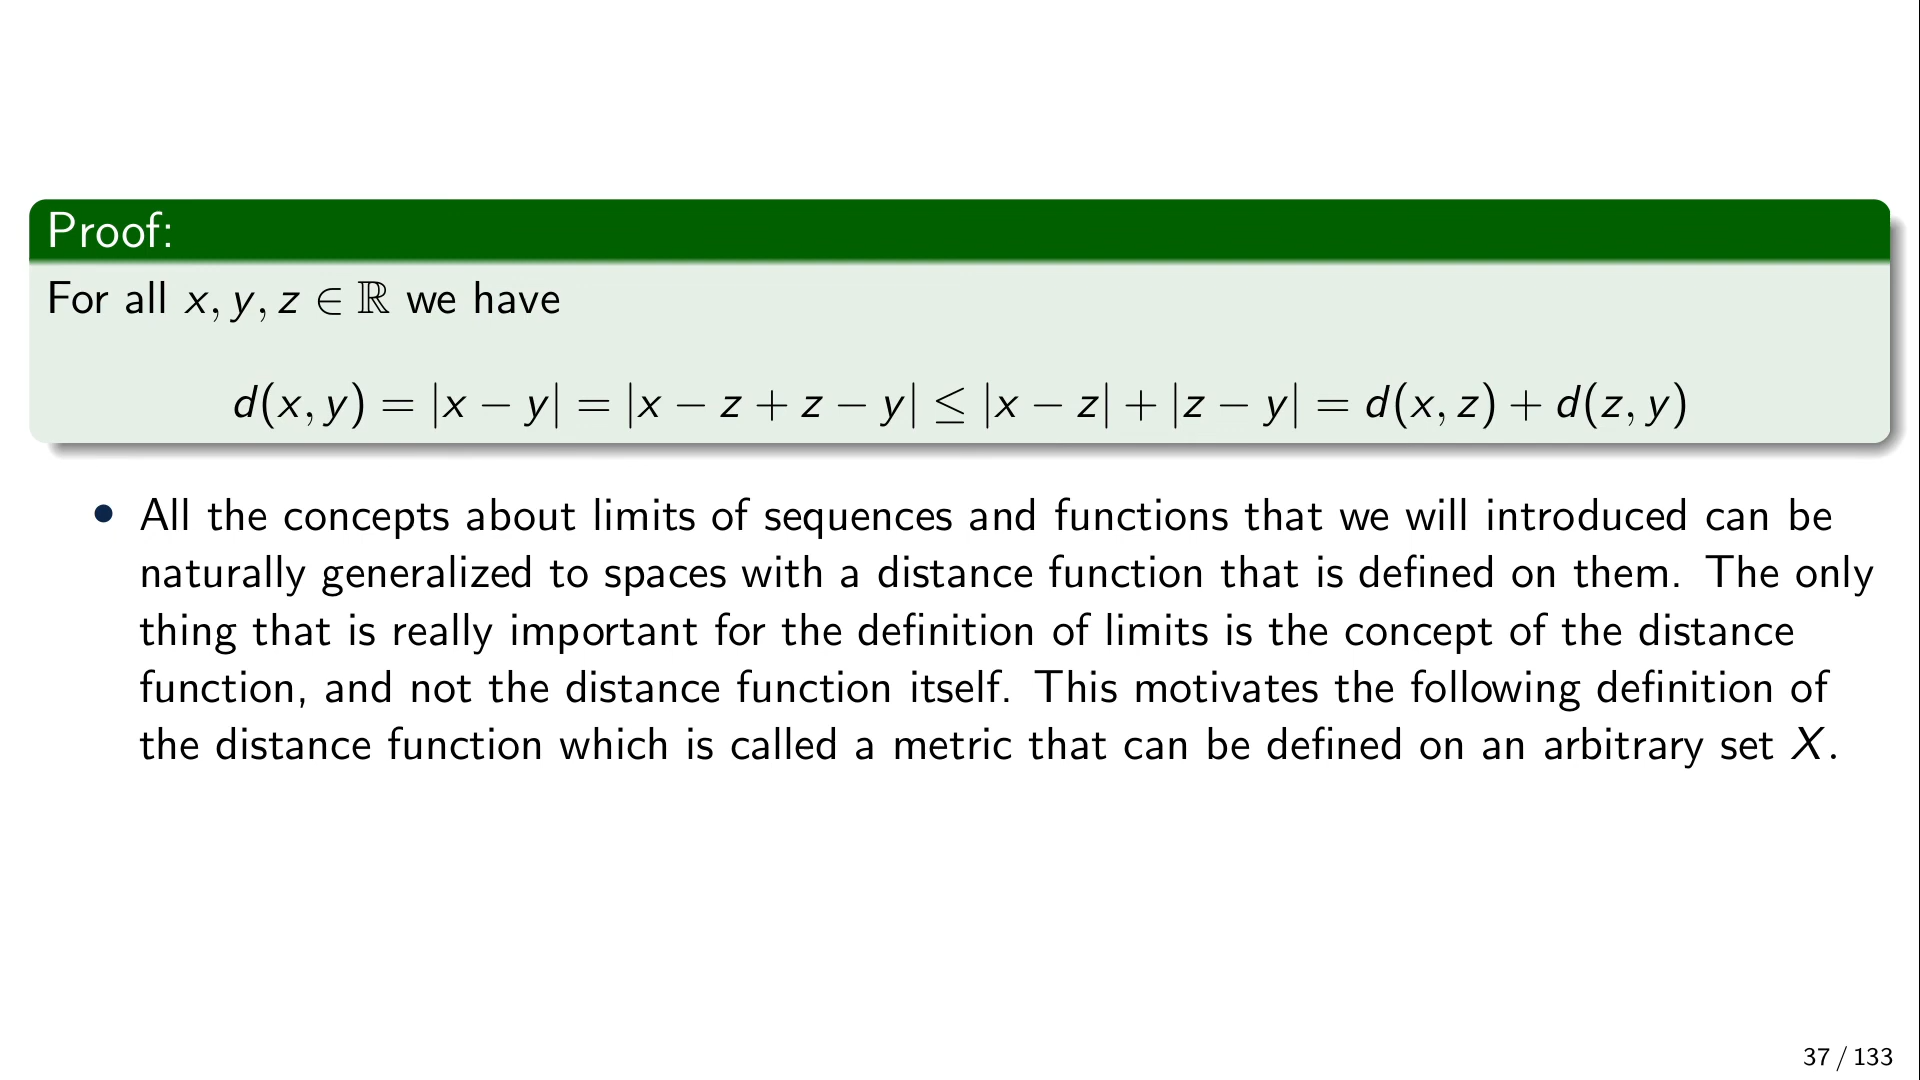 Proof:
For all x, y, z ∈ ℝ we have
d(x, y) = |x − y| = |x − z + z − y| ≤ |x − z| + |z − y| = d(x, z) + d(z, y)
• All the concepts about limits of sequences and functions that we will introduced can be
naturally generalized to spaces with a distance function that is defined on them. The only
thing that is really important for the definition of limits is the concept of the distance
function, and not the distance function itself. This motivates the following definition of
the distance function which is called a metric that can be defined on an arbitrary set X.
37 / 133